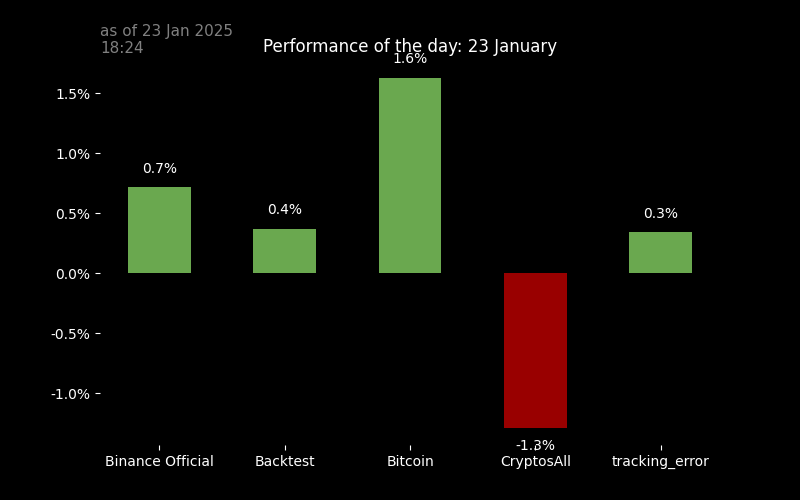 as of 23 Jan 2025
18:24
Performance of the day: 23 January
1.6%
1.5%
1.0%
0.7%
0.5%
0.4%
0.3%
0.0%
-0.5%
-1.0%
-1.3%
Binance Official
Backtest
Bitcoin
CryptosAll
tracking_error